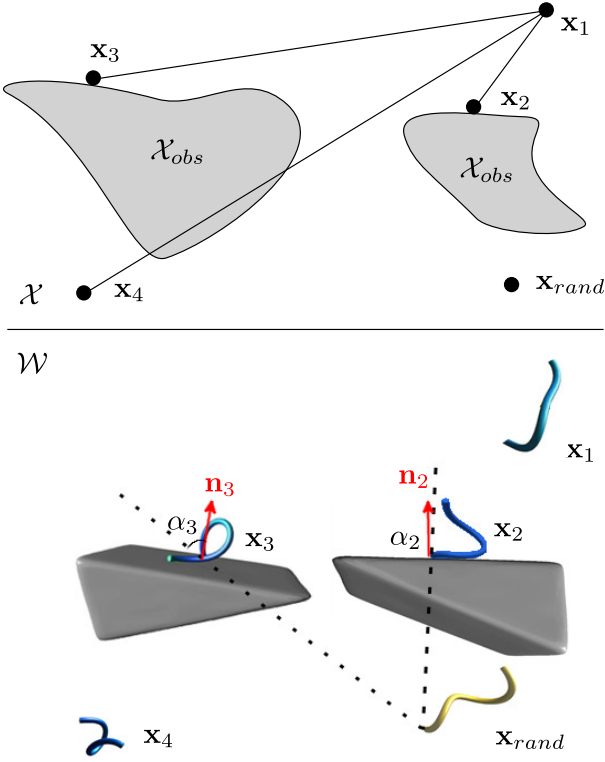 x₁
x₃
x₂
𝒳obs
𝒳obs
xrand
x₄
𝒳
𝒲
x₁
n₂
n₃
α₃
x₃
α₂
x₂
x₄
xrand